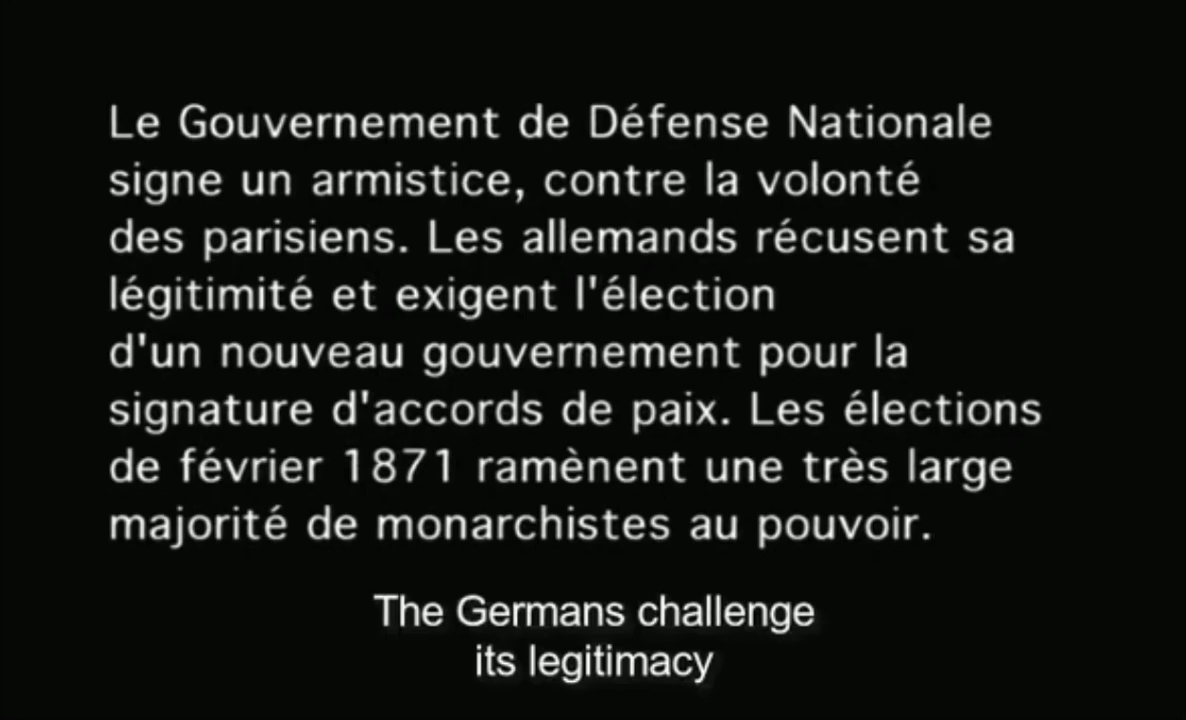 Le Gouvernement de Défense Nationale
signe un armistice, contre la volonté
des parisiens. Les allemands récusent sa
légitimité et exigent l'élection
d'un nouveau gouvernement pour la
signature d'accords de paix. Les élections
de février 1871 ramènent une très large
majorité de monarchistes au pouvoir.
The Germans challenge
its legitimacy